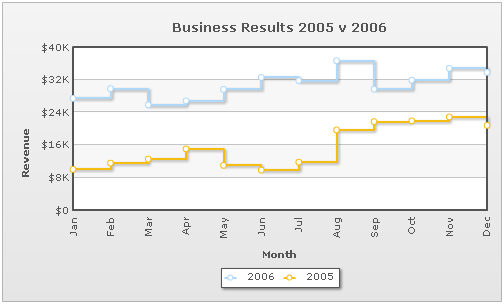 Business Results 2005 v 2006
$40K
$32K
$24K
$16K
$8K
$0
Revenue
Jan
Feb
Mar
Apr
May
Jun
Jul
Aug
Sep
Oct
Nov
Dec
Month
2006
2005